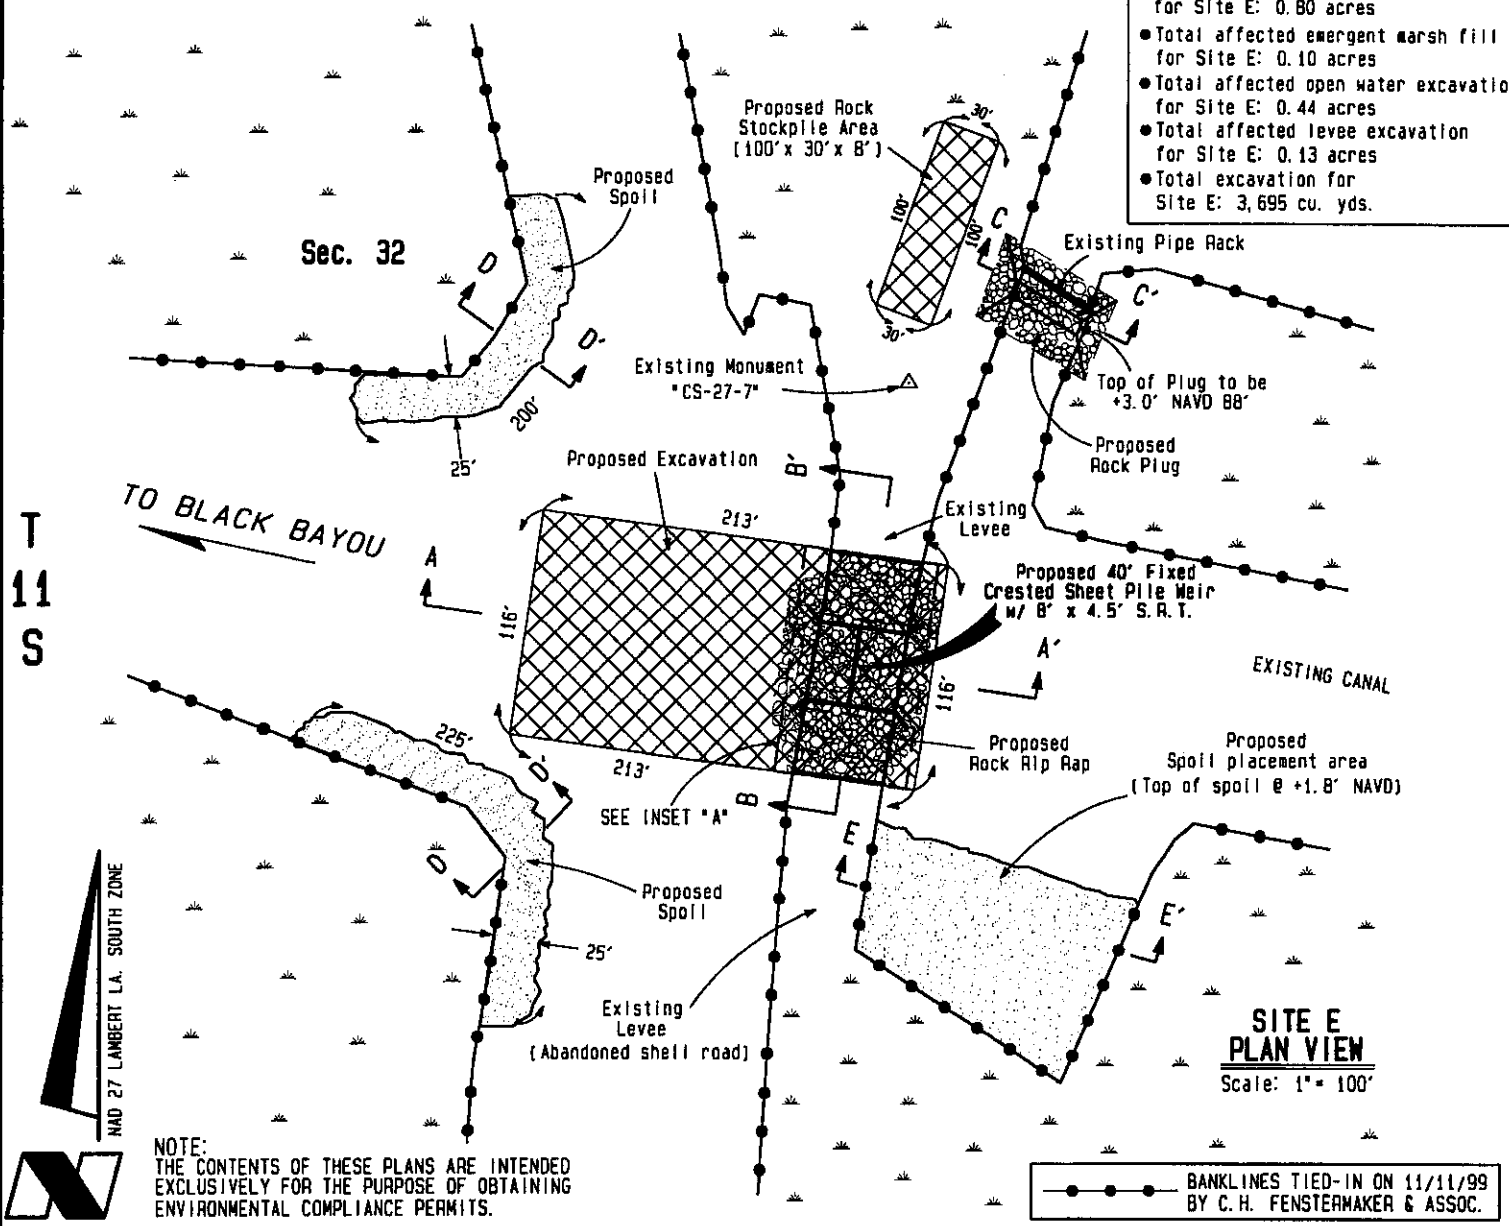 for Site E: 0.80 acres
●Total affected emergent marsh fill
for Site E: 0.10 acres
●Total affected open water excavatio
for Site E: 0.44 acres
●Total affected levee excavation
for Site E: 0.13 acres
●Total excavation for
Site E: 3,695 cu. yds.
Proposed Rock
Stockpile Area
(100'x 30'x 8')
30'
100'
100'
30'
Proposed
Spoil
Sec. 32
D
D'
200'
25'
C
Existing Pipe Rack
C'
Existing Monument
"CS-27-7"
Top of Plug to be
+3.0' NAVD 88'
Proposed
Rock Plug
Proposed Excavation
B'
TO BLACK BAYOU
213'
Existing
Levee
T
11
S
A
116'
Proposed 40' Fixed
Crested Sheet Pile Weir
w/ 8' x 4.5' S.R.T.
A'
EXISTING CANAL
116'
225'
213'
D'
Proposed
Rock Rip Rap
Proposed
Spoil placement area
(Top of spoil @ +1.8' NAVD)
SEE INSET "A"
B
E
D
Proposed
Spoil
E'
25'
Existing
Levee
(Abandoned shell road)
SITE E
PLAN VIEW
Scale: 1"= 100'
NAD 27 LAMBERT LA. SOUTH ZONE
N
NOTE:
THE CONTENTS OF THESE PLANS ARE INTENDED
EXCLUSIVELY FOR THE PURPOSE OF OBTAINING
ENVIRONMENTAL COMPLIANCE PERMITS.
BANKLINES TIED-IN ON 11/11/99
BY C.H. FENSTERMAKER & ASSOC.